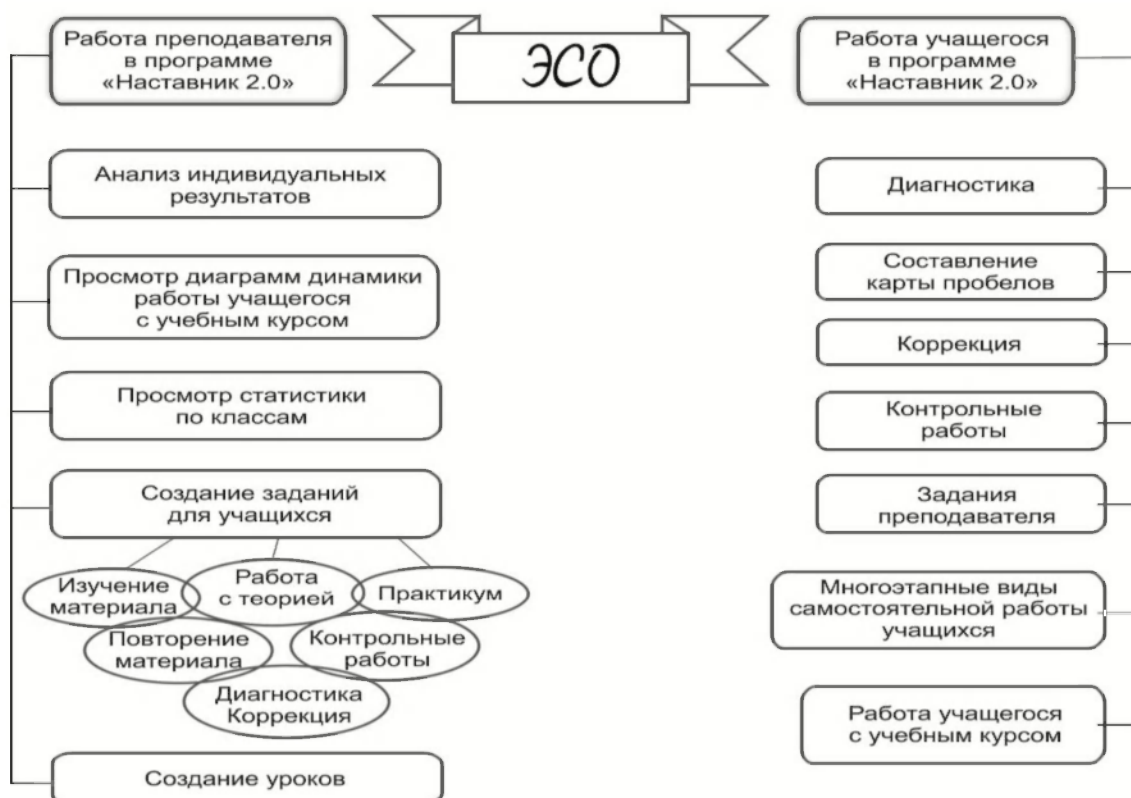 Работа преподавателя
в программе
«Наставник 2.0»
ЭСО
Работа учащегося
в программе
«Наставник 2.0»
Анализ индивидуальных
результатов
Просмотр диаграмм динамики
работы учащегося
с учебным курсом
Просмотр статистики
по классам
Создание заданий
для учащихся
Изучение
материала
Работа
с теорией
Практикум
Повторение
материала
Контрольные
работы
Диагностика
Коррекция
Создание уроков
Диагностика
Составление
карты пробелов
Коррекция
Контрольные
работы
Задания
преподавателя
Многоэтапные виды
самостоятельной работы
учащихся
Работа учащегося
с учебным курсом